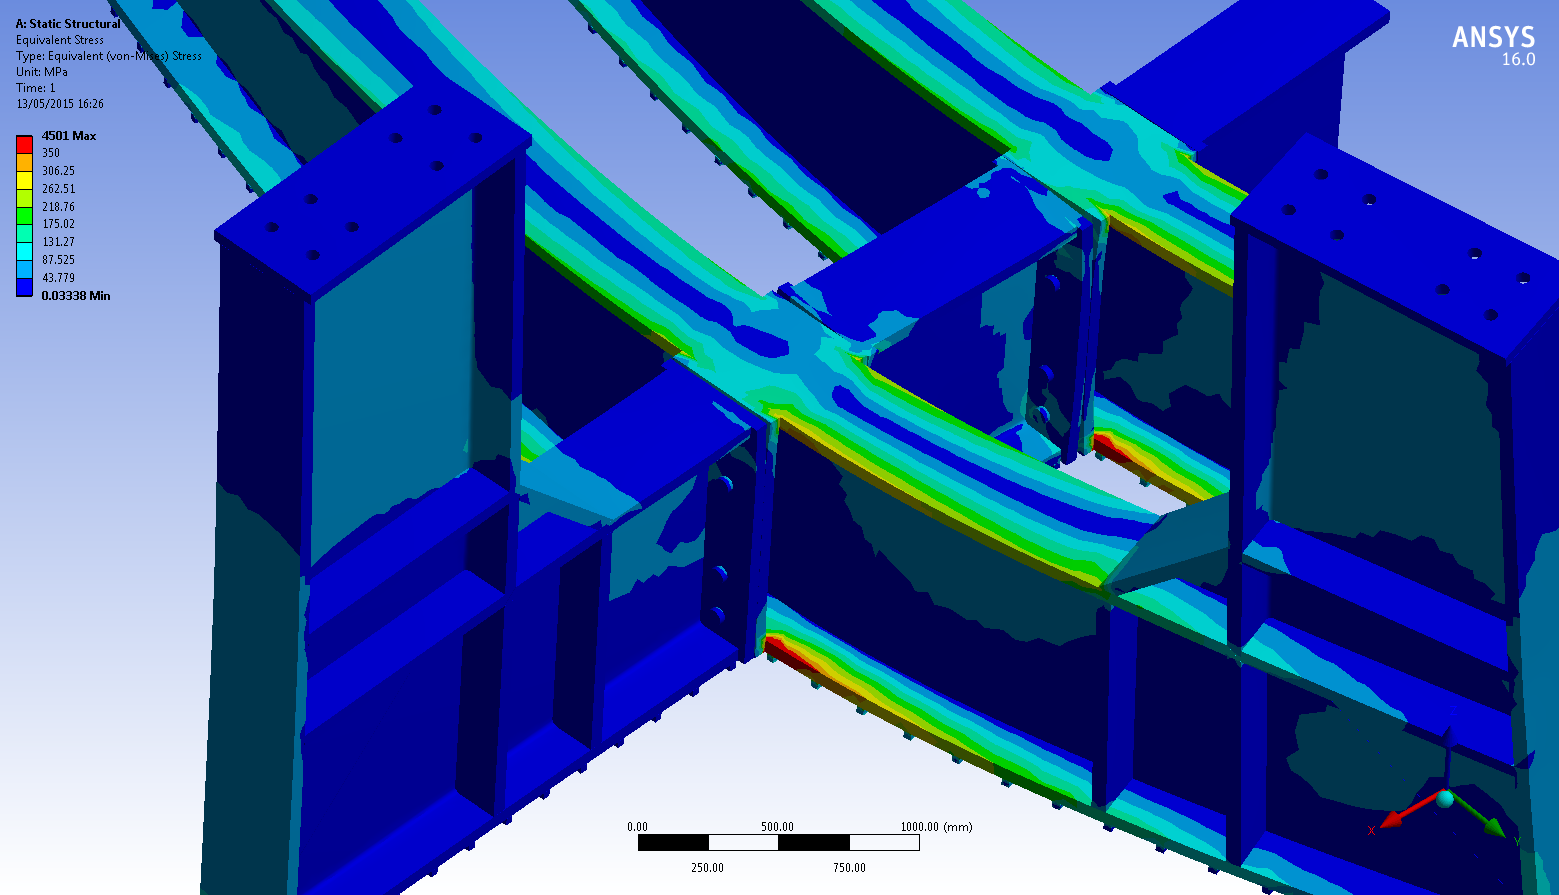 A: Static Structural
Equivalent Stress
Type: Equivalent (von-Mises) Stress
Unit: MPa
Time: 1
13/05/2015 16:26
4501 Max
350
306.25
262.51
218.76
175.02
131.27
87.525
43.779
0.03338 Min
ANSYS
16.0
0.00
500.00
1000.00 (mm)
250.00
750.00
X
Y